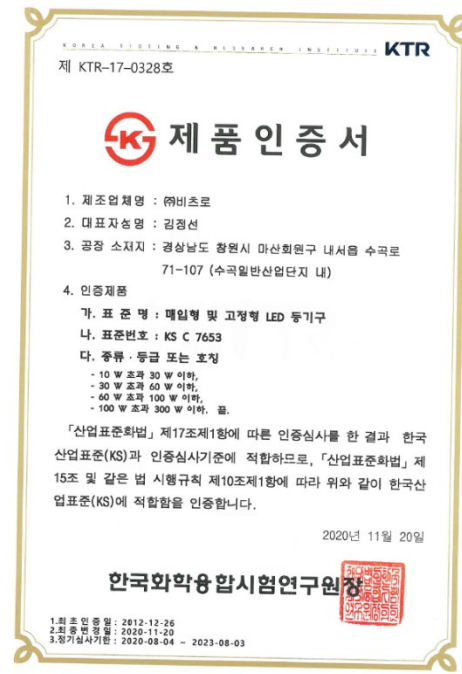 KOREA TESTING & RESEARCH INSTITUTE KTR
제 KTR-17-0328호
제 품 인 증 서
1. 제조업체명 : ㈜비츠로
2. 대표자성명 : 김정선
3. 공장 소재지 : 경상남도 창원시 마산회원구 내서읍 수곡로
71-107 (수곡일반산업단지 내)
4. 인증제품
가. 표 준 명 : 매입형 및 고정형 LED 등기구
나. 표준번호 : KS C 7653
다. 종류·등급 또는 호칭
- 10 W 초과 30 W 이하,
- 30 W 초과 60 W 이하,
- 60 W 초과 100 W 이하,
- 100 W 초과 300 W 이하. 끝.
「산업표준화법」제17조제1항에 따른 인증심사를 한 결과 한국
산업표준(KS)과 인증심사기준에 적합하므로,「산업표준화법」제
15조 및 같은 법 시행규칙 제10조제1항에 따라 위와 같이 한국산
업표준(KS)에 적합함을 인증합니다.
2020년 11월 20일
한국화학융합시험연구원장
1.최 초 인 증 일 : 2012-12-26
2.최 종 변 경 일 : 2020-11-20
3.정기심사기한 : 2020-08-04 ~ 2023-08-03